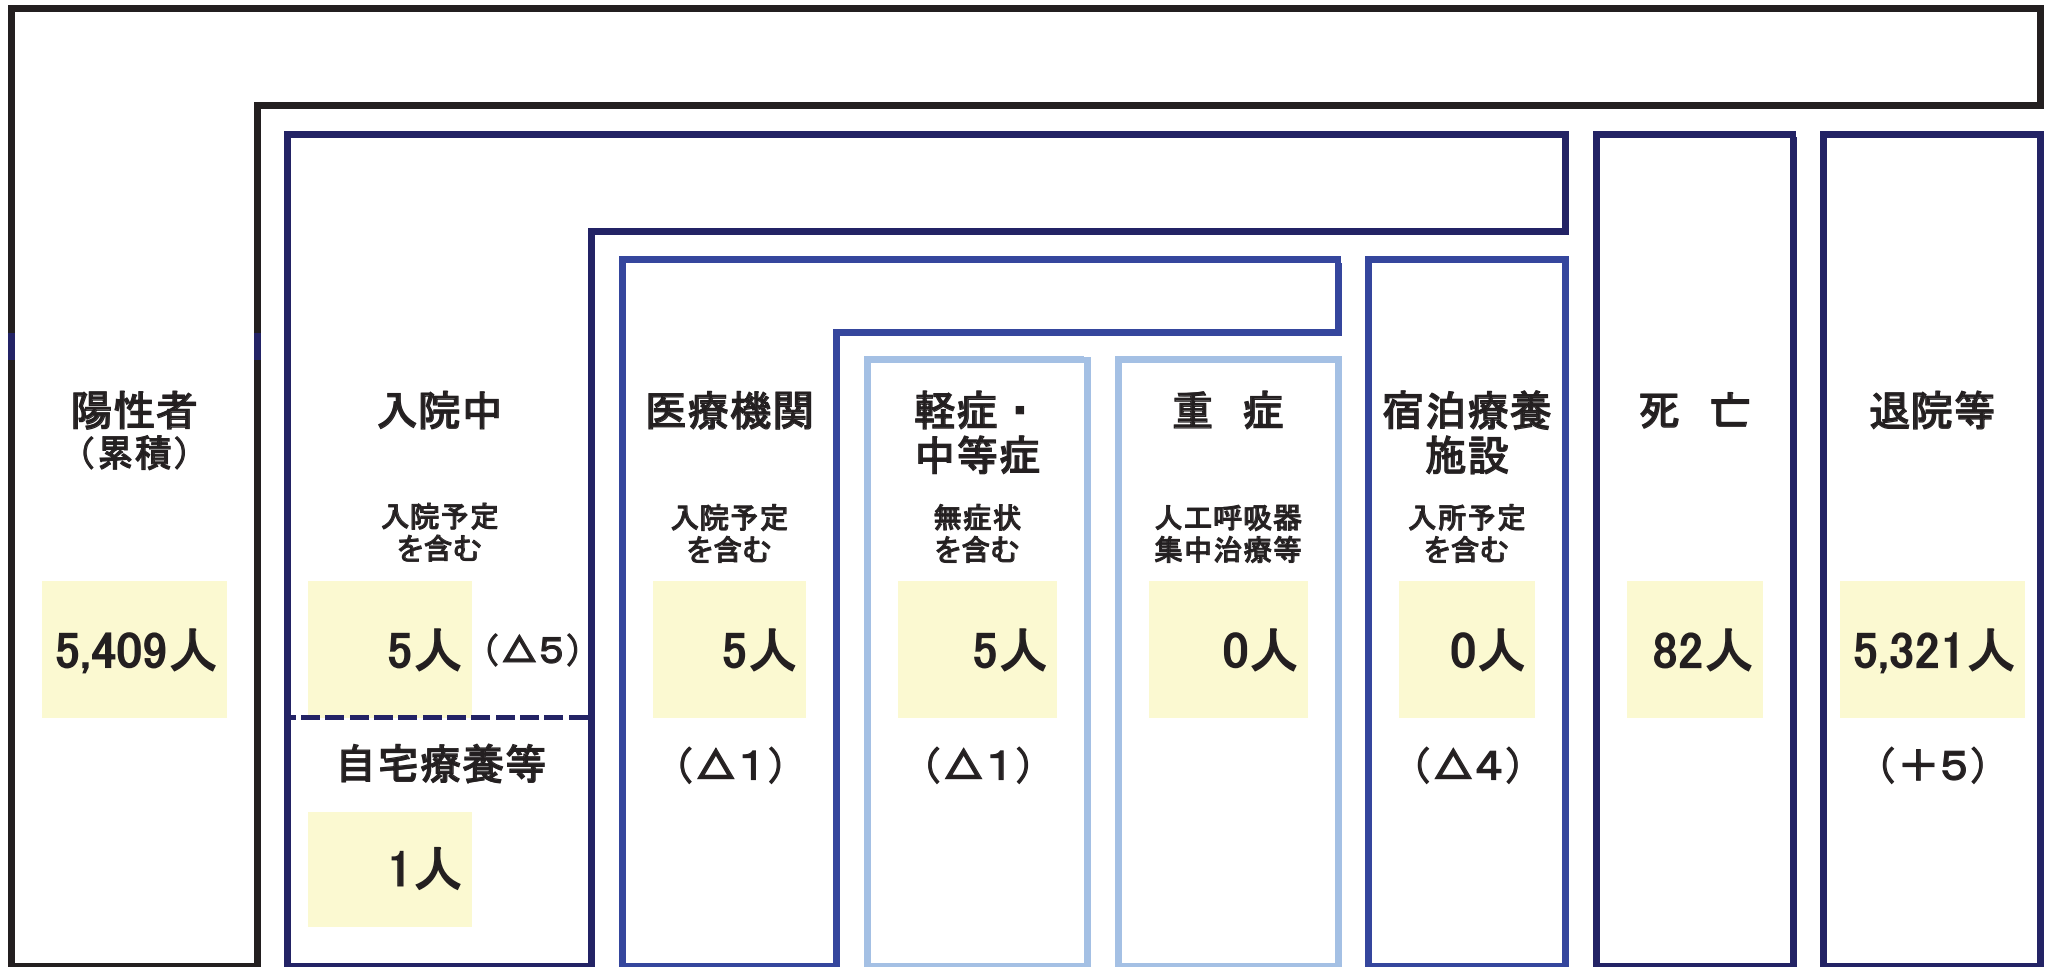 陽性者
（累積）
5,409人
入院中
入院予定
を含む
5人（△5）
自宅療養等
1人
医療機関
入院予定
を含む
5人
（△1）
軽症・
中等症
無症状
を含む
5人
（△1）
重 症
人工呼吸器
集中治療等
0人
宿泊療養
施設
入所予定
を含む
0人
（△4）
死 亡
82人
退院等
5,321人
（＋5）